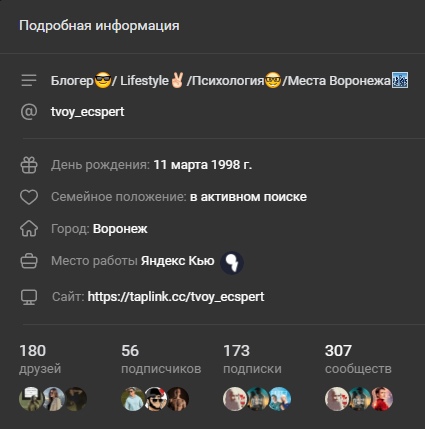 Подробная информация
Блогер😎/ Lifestyle✌/Психология🤓/Места Воронежа🏙
tvoy_ecspert
День рождения: 11 марта 1998 г.
Семейное положение: в активном поиске
Город: Воронеж
Место работы Яндекс Кью
Сайт: https://taplink.cc/tvoy_ecspert
180 56 173 307
друзей подписчиков подписки сообществ